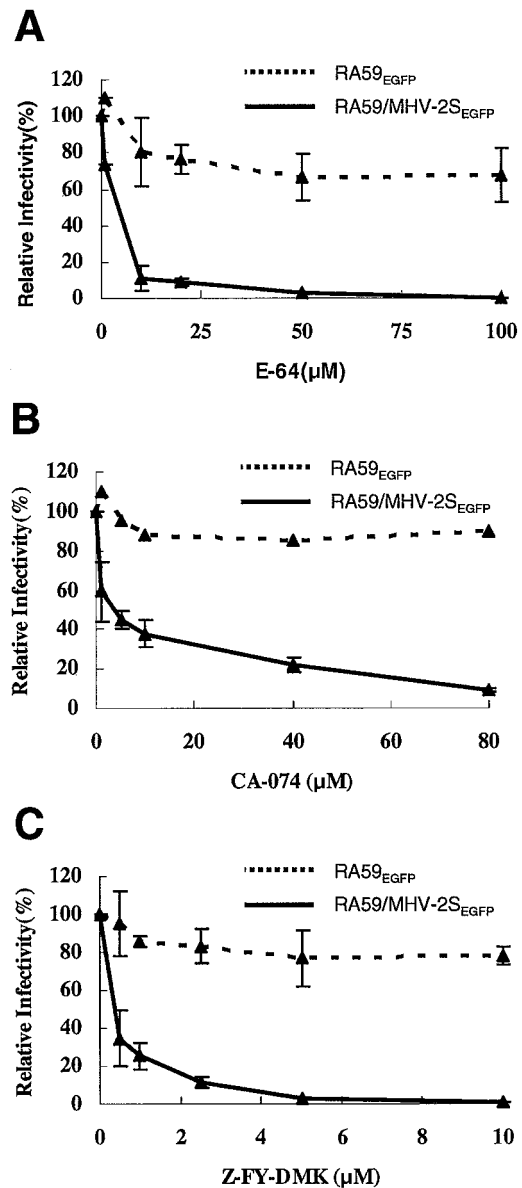 A
Relative Infectivity(%)
120
100
80
60
40
20
0
0 25 50 75 100
E-64(μM)
RA59EGFP
RA59/MHV-2SEGFP
B
Relative Infectivity(%)
120
100
80
60
40
20
0
0 20 40 60 80
CA-074 (μM)
RA59EGFP
RA59/MHV-2SEGFP
C
Relative Infectivity(%)
120
100
80
60
40
20
0
0 2 4 6 8 10
Z-FY-DMK (μM)
RA59EGFP
RA59/MHV-2SEGFP